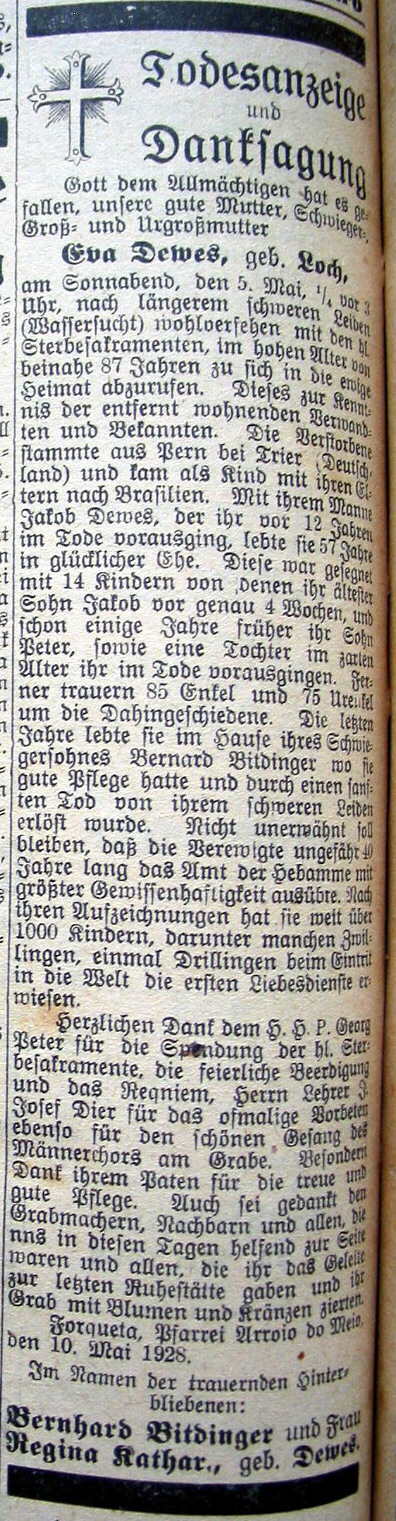 Todesanzeige
und
Danksagung
Gott dem Allmächtigen hat es ge-
fallen, unsere gute Mutter, Schwieger-,
Groß- und Urgroßmutter
Eva Dewes, geb. Loch,
am Sonnabend, den 5. Mai, ¼ vor 3
Uhr, nach längerem schweren Leiden
(Wassersucht) wohlversehen mit den hl.
Sterbesakramenten, im hohen Alter von
beinahe 87 Jahren zu sich in die ewige
Heimat abzurufen. Dieses zur Kennt-
nis der entfernt wohnenden Verwand-
ten und Bekannten. Die Verstorbene
stammte aus Pern bei Trier (Deutsch-
land) und kam als Kind mit ihren El-
tern nach Brasilien. Mit ihrem Manne
Jakob Dewes, der ihr vor 12 Jahren
im Tode vorausging, lebte sie 57 Jahre
in glücklicher Ehe. Diese war gesegnet
mit 14 Kindern von denen ihr ältester
Sohn Jakob vor genau 4 Wochen, und
schon einige Jahre früher ihr Sohn
Peter, sowie eine Tochter im zarten
Alter ihr im Tode vorausgingen. Fer-
ner trauern 85 Enkel und 75 Urenkel
um die Dahingeschiedene. Die letzten
Jahre lebte sie im Hause ihres Schwie-
gersohnes Bernard Bitdinger wo sie
gute Pflege hatte und durch einen sanf-
ten Tod von ihrem schweren Leiden
erlöst wurde. Nicht unerwähnt soll
bleiben, daß die Verewigte ungefähr 40
Jahre lang das Amt der Hebamme mit
größter Gewissenhaftigkeit ausübte. Nach
ihren Aufzeichnungen hat sie weit über
1000 Kindern, darunter manchen Zwil-
lingen, einmal Drillingen beim Eintrit
in die Welt die ersten Liebesdienste er-
wiesen.
Herzlichen Dank dem H. H. P. Georg
Peter für die Spendung der hl. Ster-
besakramente, die feierliche Beerdigung
und das Reqniem, Herrn Lehrer J.
Josef Dier für das ofmalige Vorbeten
ebenso für den schönen Gesang des
Männerchors am Grabe. Besondern
Dank ihrem Paten für die treue und
gute Pflege. Auch sei gedankt den
Grabmachern, Nachbarn und allen, die
nns in diesen Tagen helfend zur Seite
waren und allen, die ihr das Geleite
zur letzten Ruhestätte gaben und ihr
Grab mit Blumen und Kränzen zierten.
Forqueta, Pfarrei Arroio do Meio,
den 10. Mai 1928.
Im Namen der trauernden Hinter-
bliebenen:
Bernhard Bitdinger und Frau
Regina Kathar., geb. Dewes.